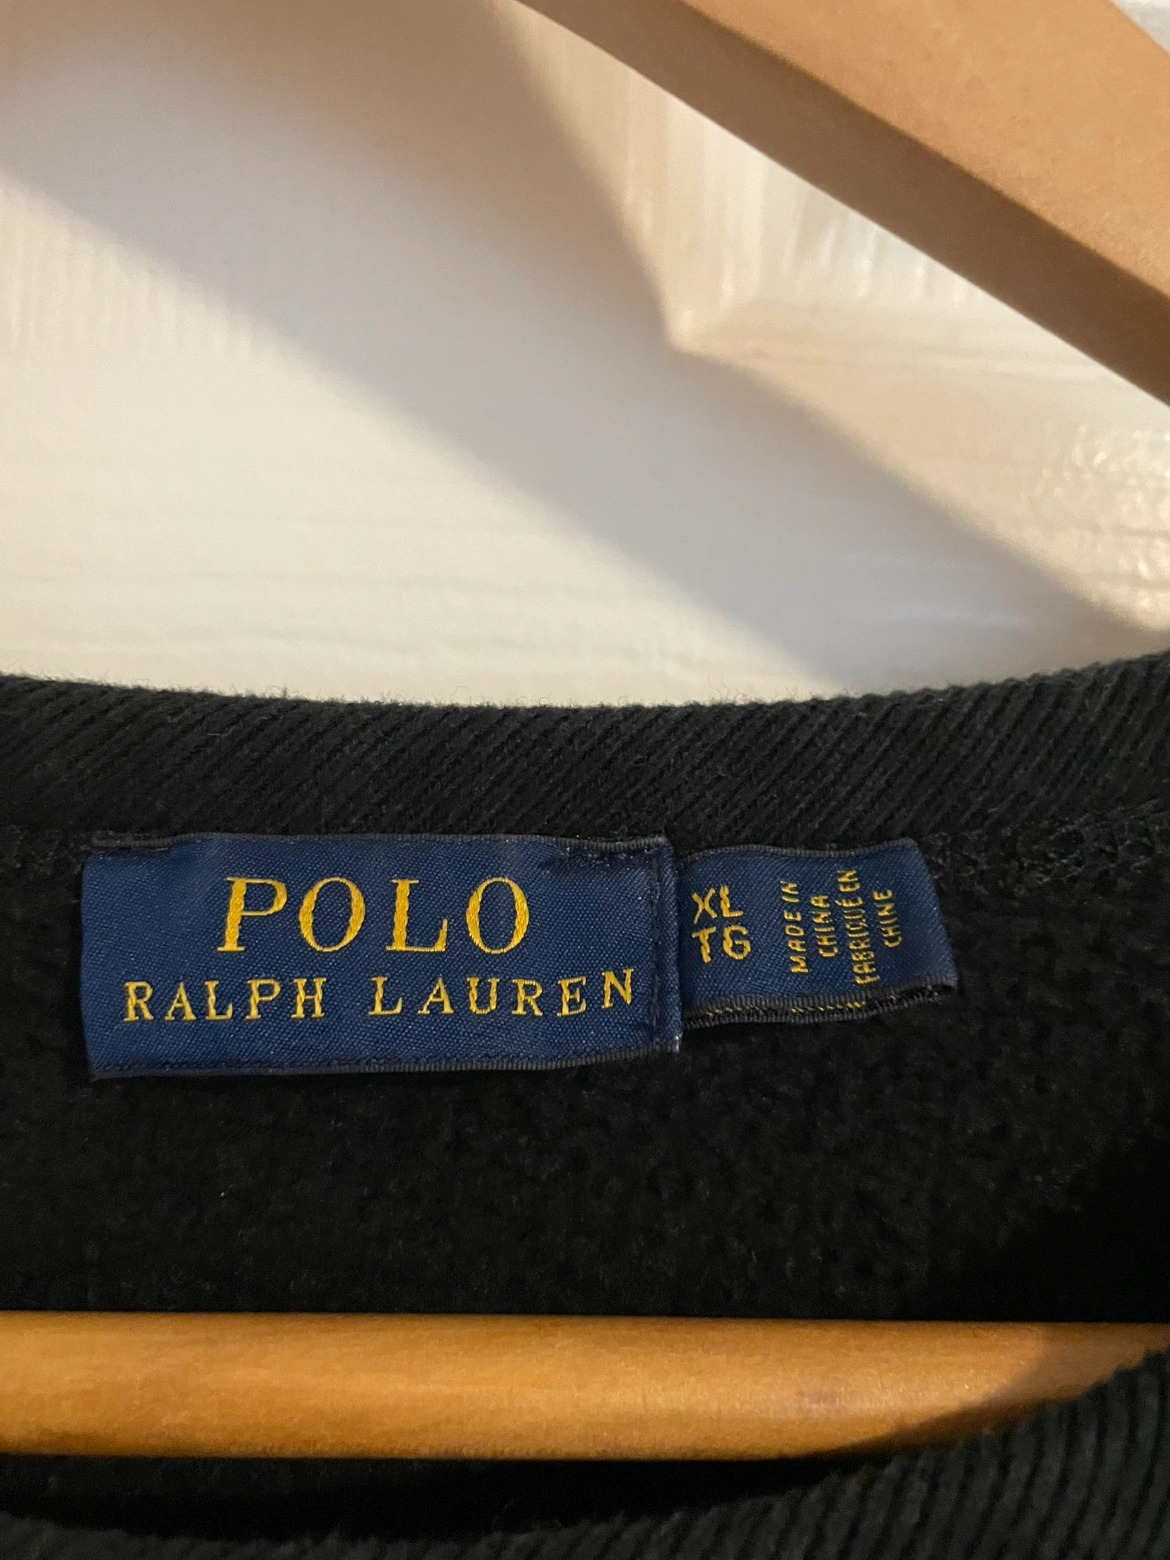 POLO
RALPH LAUREN
XL
TG
MADE IN
CHINA
FABRIQUÉ EN
CHINE